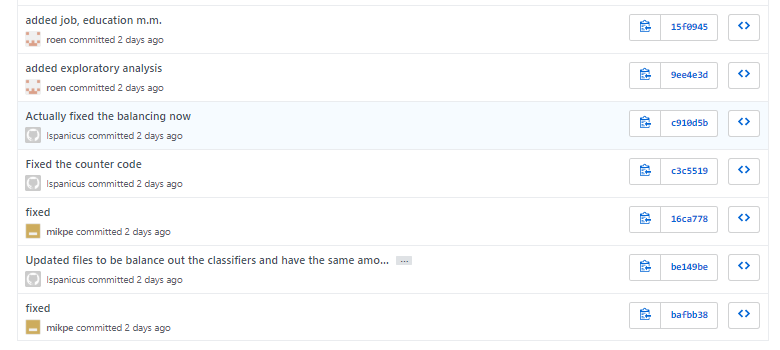 added job, education m.m.
roen committed 2 days ago
15f0945
<>
added exploratory analysis
roen committed 2 days ago
9ee4e3d
<>
Actually fixed the balancing now
Ispanicus committed 2 days ago
c910d5b
<>
Fixed the counter code
Ispanicus committed 2 days ago
c3c5519
<>
fixed
mikpe committed 2 days ago
16ca778
<>
Updated files to be balance out the classifiers and have the same amo... ...
Ispanicus committed 2 days ago
be149be
<>
fixed
mikpe committed 2 days ago
bafbb38
<>